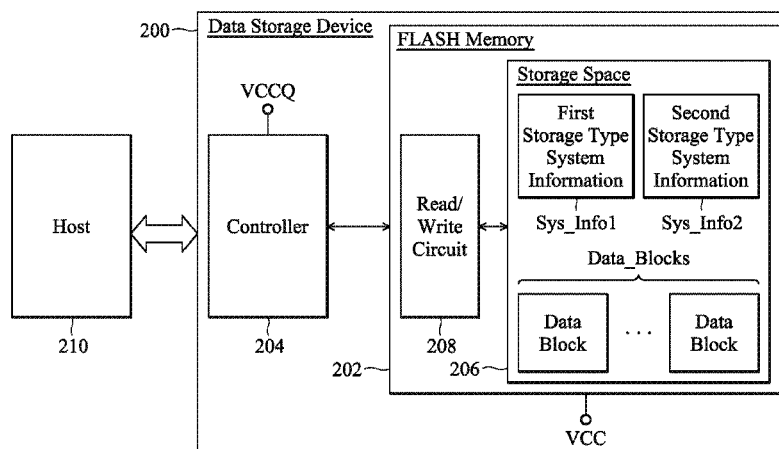 200
Data Storage Device
FLASH Memory
Storage Space
VCCQ
First
Storage Type
System
Information
Second
Storage Type
System
Information
Host
Controller
Read/
Write
Circuit
Sys_Info1
Sys_Info2
Data_Blocks
Data
Block
. . .
Data
Block
210
204
208
202
206
VCC